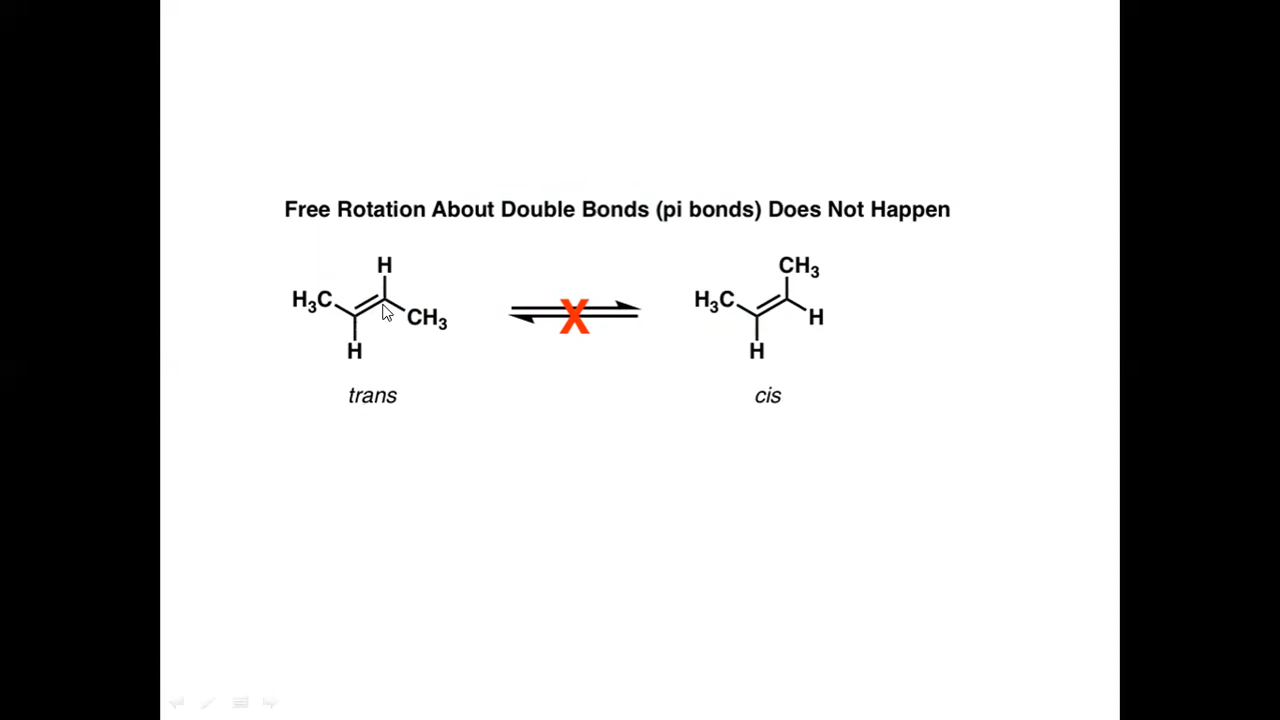 Free Rotation About Double Bonds (pi bonds) Does Not Happen
H CH₃
H₃C CH₃ X H₃C H
H H
trans cis